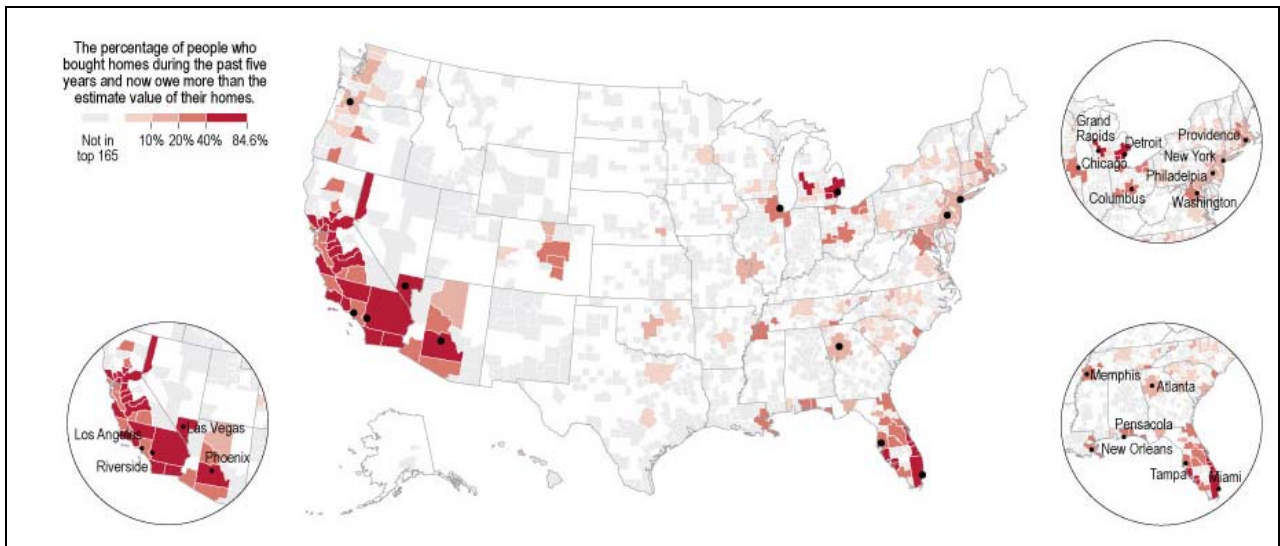 The percentage of people who
bought homes during the past five
years and now owe more than the
estimate value of their homes.
Not in
top 165
10% 20% 40% 84.6%
Grand
Rapids
Detroit
Providence
Chicago
New York
Philadelpia
Columbus
Washington
Los Angelus
Las Vegas
Riverside
Phoenix
Memphis
Atlanta
Pensacola
New Orleans
Tampa
Miami